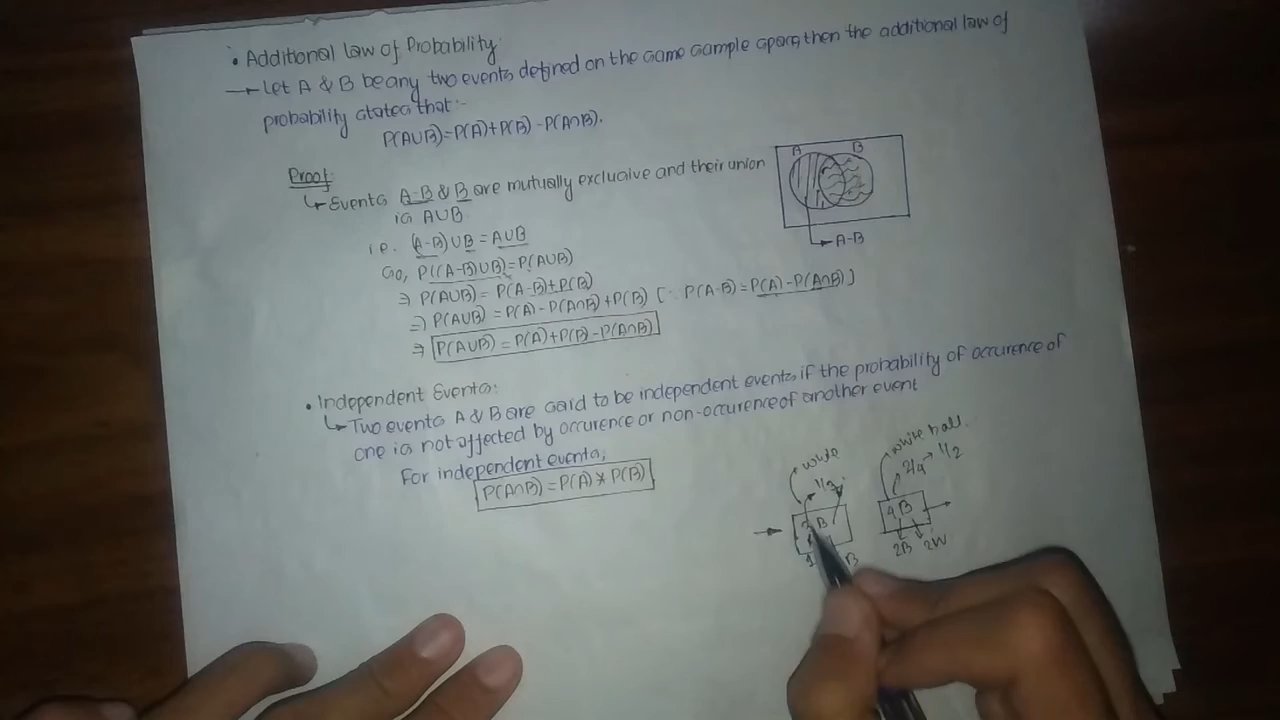 • Additional law of Probability:
→ Let A & B be any two events defined on the same sample space, then the additional law of
probability states that:-
P(A∪B)=P(A)+P(B)-P(A∩B).
Proof:
A B
↳ Events A-B & B are mutually exclusive and their union
is A∪B
→ A-B
i.e. (A-B)∪B = A∪B
So, P((A-B)∪B)=P(A∪B)
⇒ P(A∪B) = P(A-B)+P(B)
⇒ P(A∪B) = P(A)-P(A∩B)+P(B) [∵ P(A-B)=P(A)-P(A∩B)]
⇒ P(A∪B) = P(A)+P(B)-P(A∩B)
• Independent Events:
↳ Two events A & B are said to be independent events if the probability of occurence of
one is not affected by occurence or non-occurence of another event
For independent events,
P(A∩B)=P(A)*P(B)
white
white ball.
2/4 → 1/2
4B
2B 2W